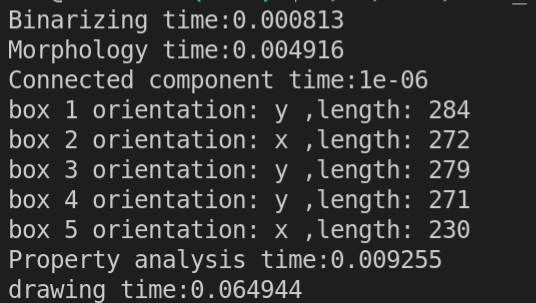 Binarizing time:0.000813
Morphology time:0.004916
Connected component time:1e-06
box 1 orientation: y ,length: 284
box 2 orientation: x ,length: 272
box 3 orientation: y ,length: 279
box 4 orientation: y ,length: 271
box 5 orientation: x ,length: 230
Property analysis time:0.009255
drawing time:0.064944